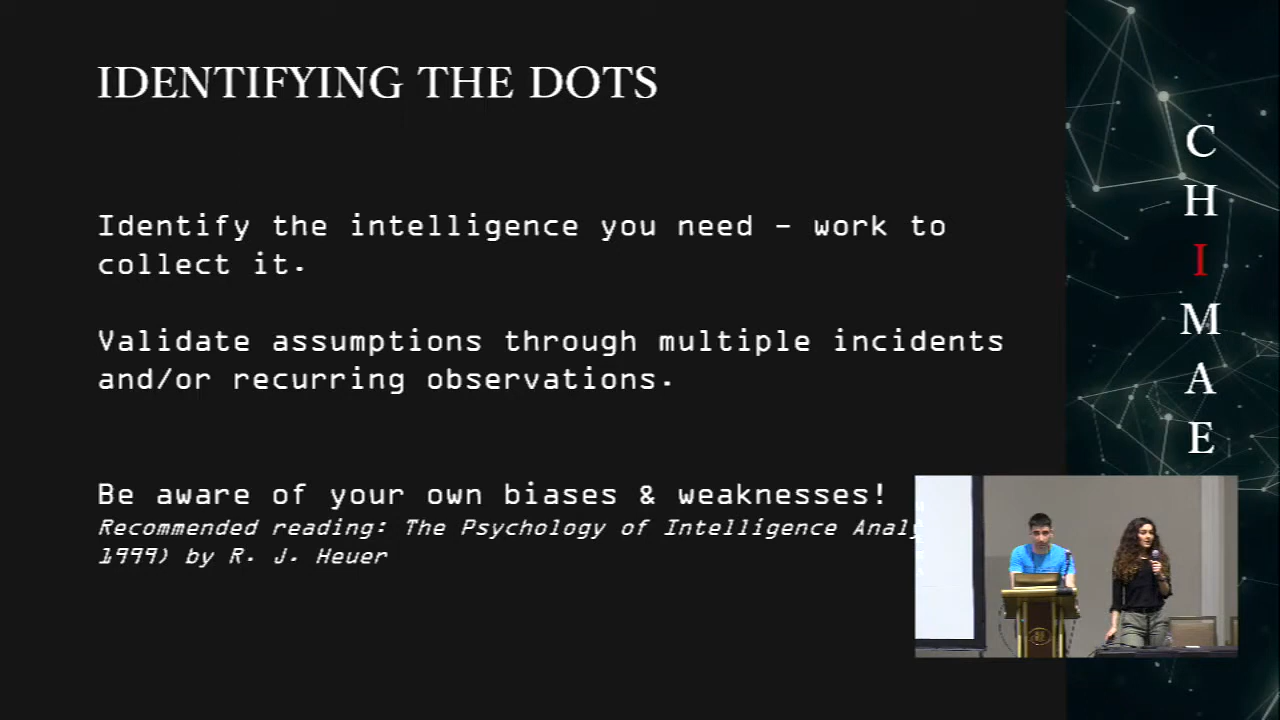 IDENTIFYING THE DOTS
Identify the intelligence you need – work to
collect it.
Validate assumptions through multiple incidents
and/or recurring observations.
Be aware of your own biases & weaknesses!
Recommended reading: The Psychology of Intelligence
1999) by R. J. Heuer
C
H
I
M
A
E